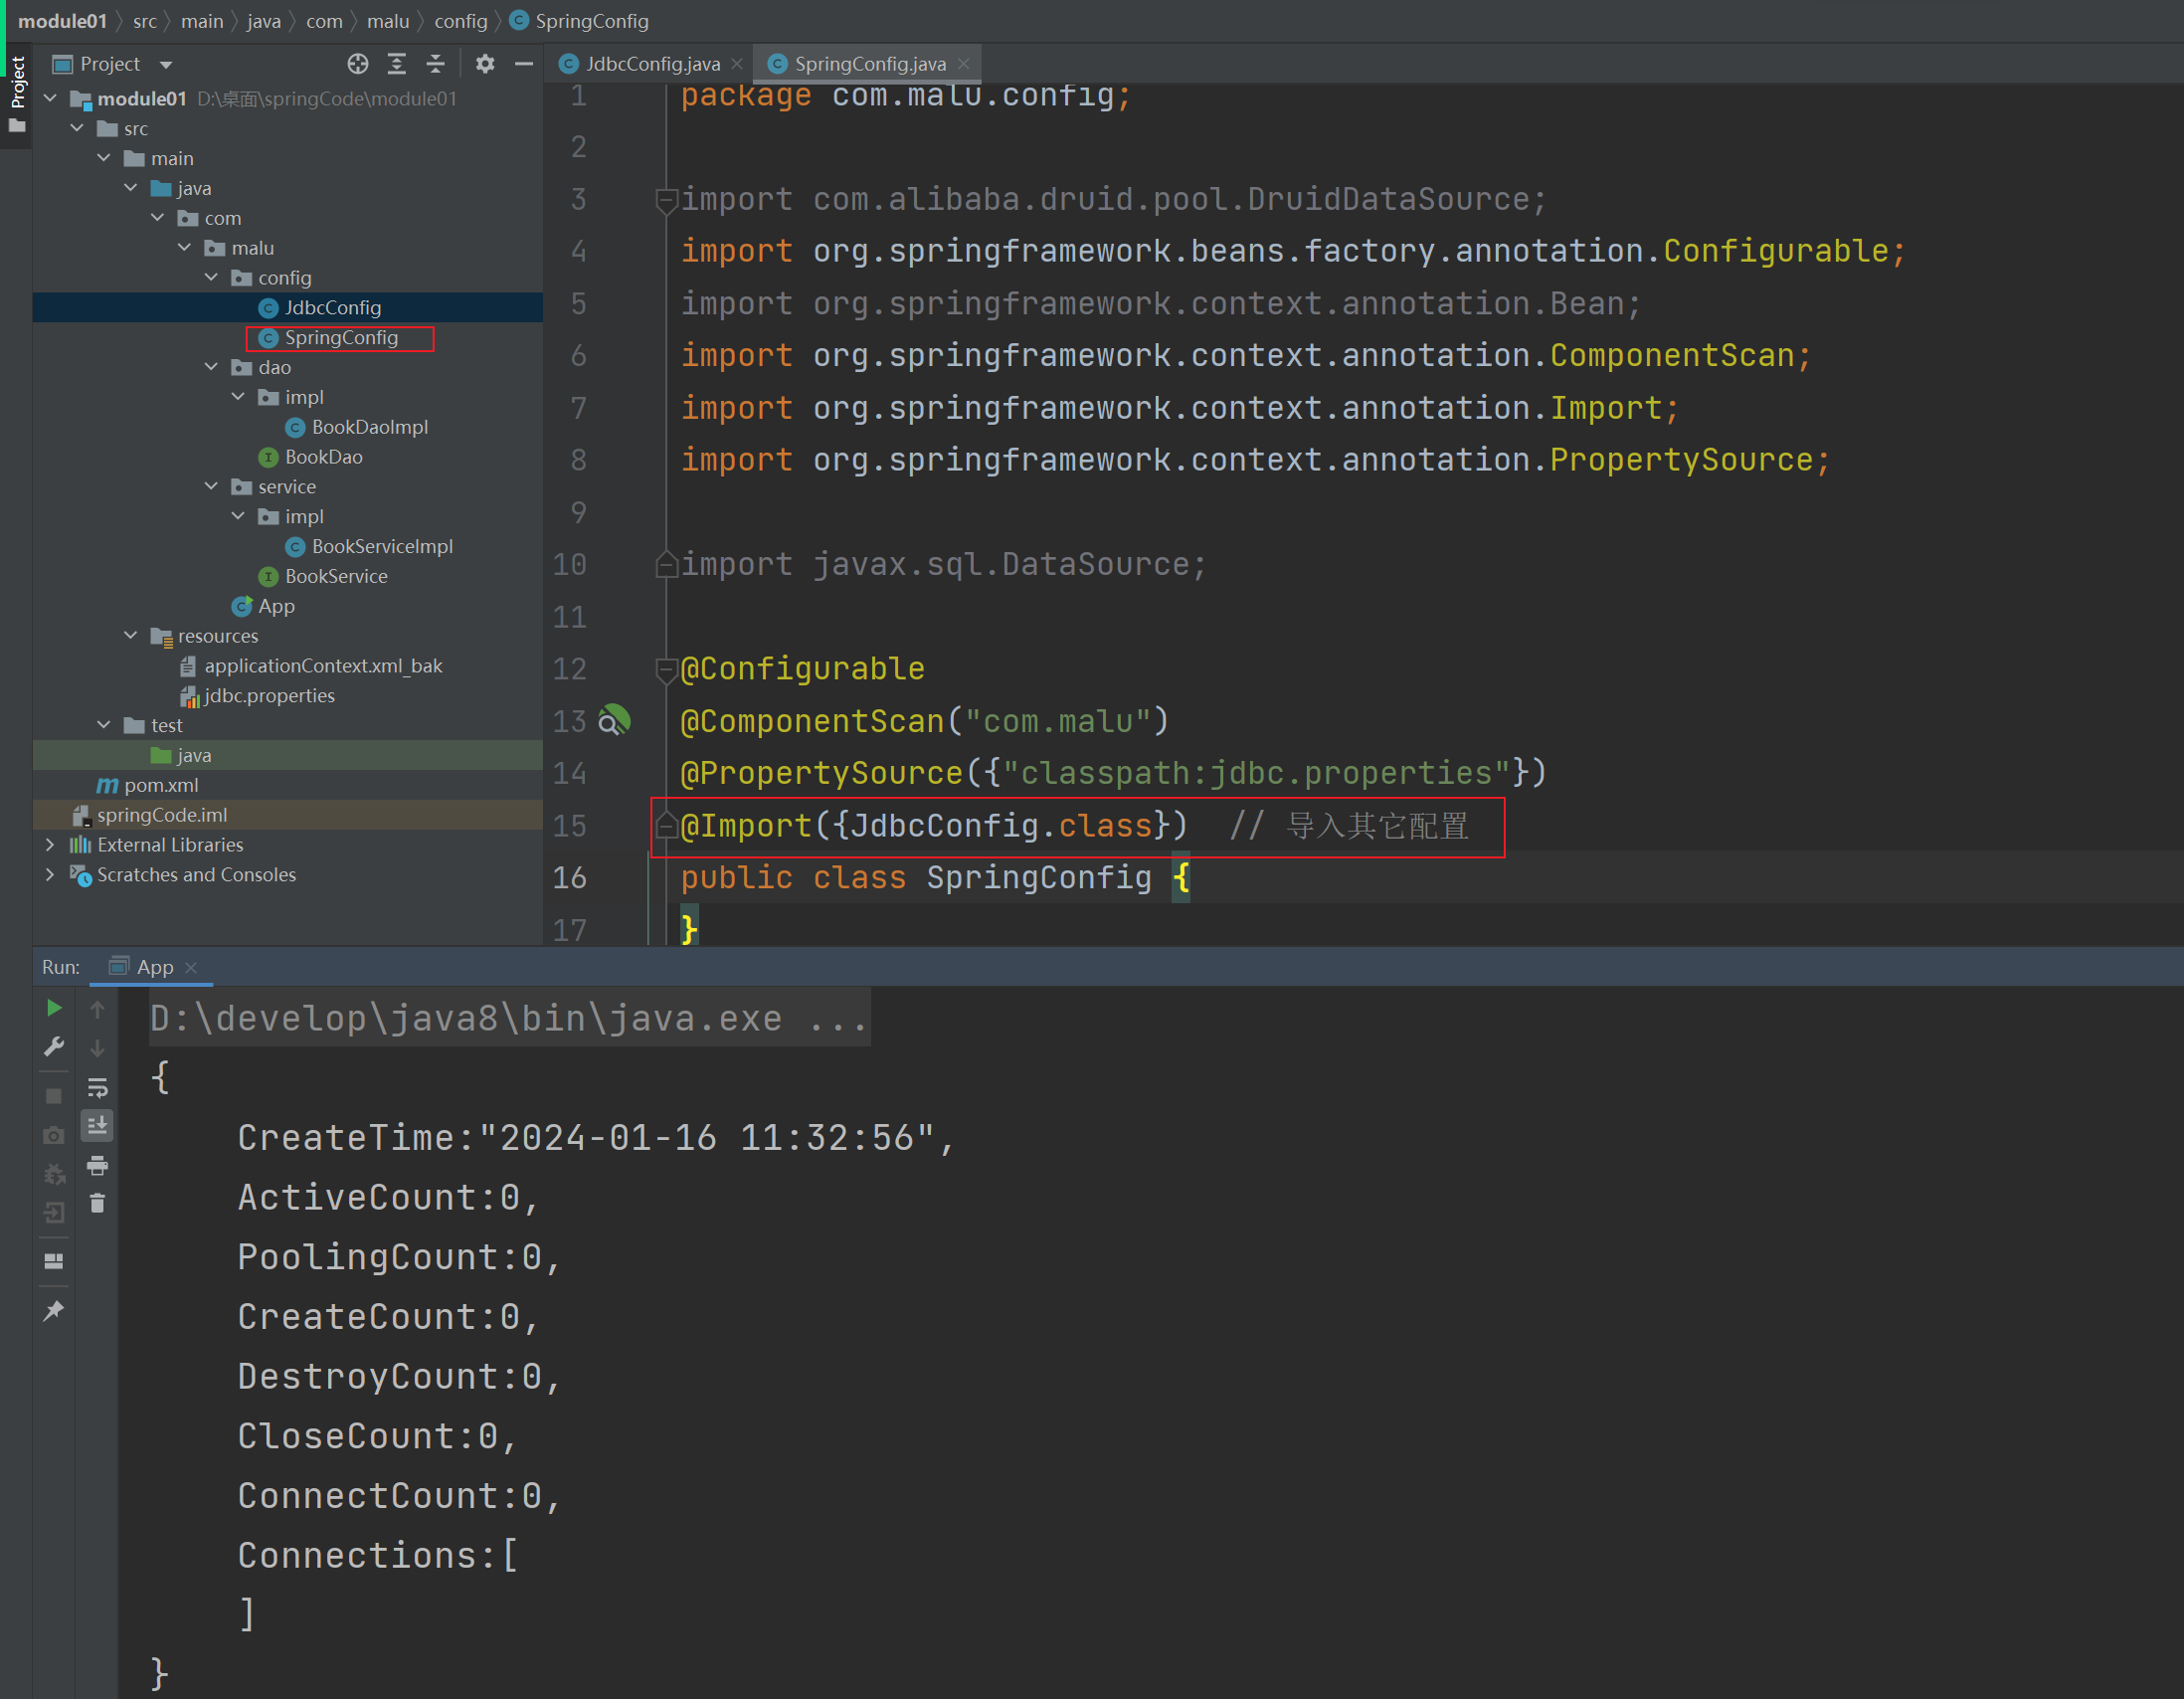 module01 src main java com malu config SpringConfig
Project
Project
JdbcConfig.java SpringConfig.java
module01 D:\桌面\springCode\module01
src
main
java
com
malu
config
JdbcConfig
SpringConfig
dao
impl
BookDaoImpl
BookDao
service
impl
BookServiceImpl
BookService
App
resources
applicationContext.xml_bak
jdbc.properties
test
java
pom.xml
springCode.iml
External Libraries
Scratches and Consoles
1 package com.malu.config;
2
3 import com.alibaba.druid.pool.DruidDataSource;
4 import org.springframework.beans.factory.annotation.Configurable;
5 import org.springframework.context.annotation.Bean;
6 import org.springframework.context.annotation.ComponentScan;
7 import org.springframework.context.annotation.Import;
8 import org.springframework.context.annotation.PropertySource;
9
10 import javax.sql.DataSource;
11
12 @Configurable
13 @ComponentScan("com.malu")
14 @PropertySource({"classpath:jdbc.properties"})
15 @Import({JdbcConfig.class}) // 导入其它配置
16 public class SpringConfig {
17 }
Run: App
D:\develop\java8\bin\java.exe ...
{
CreateTime:"2024-01-16 11:32:56",
ActiveCount:0,
PoolingCount:0,
CreateCount:0,
DestroyCount:0,
CloseCount:0,
ConnectCount:0,
Connections:[
]
}